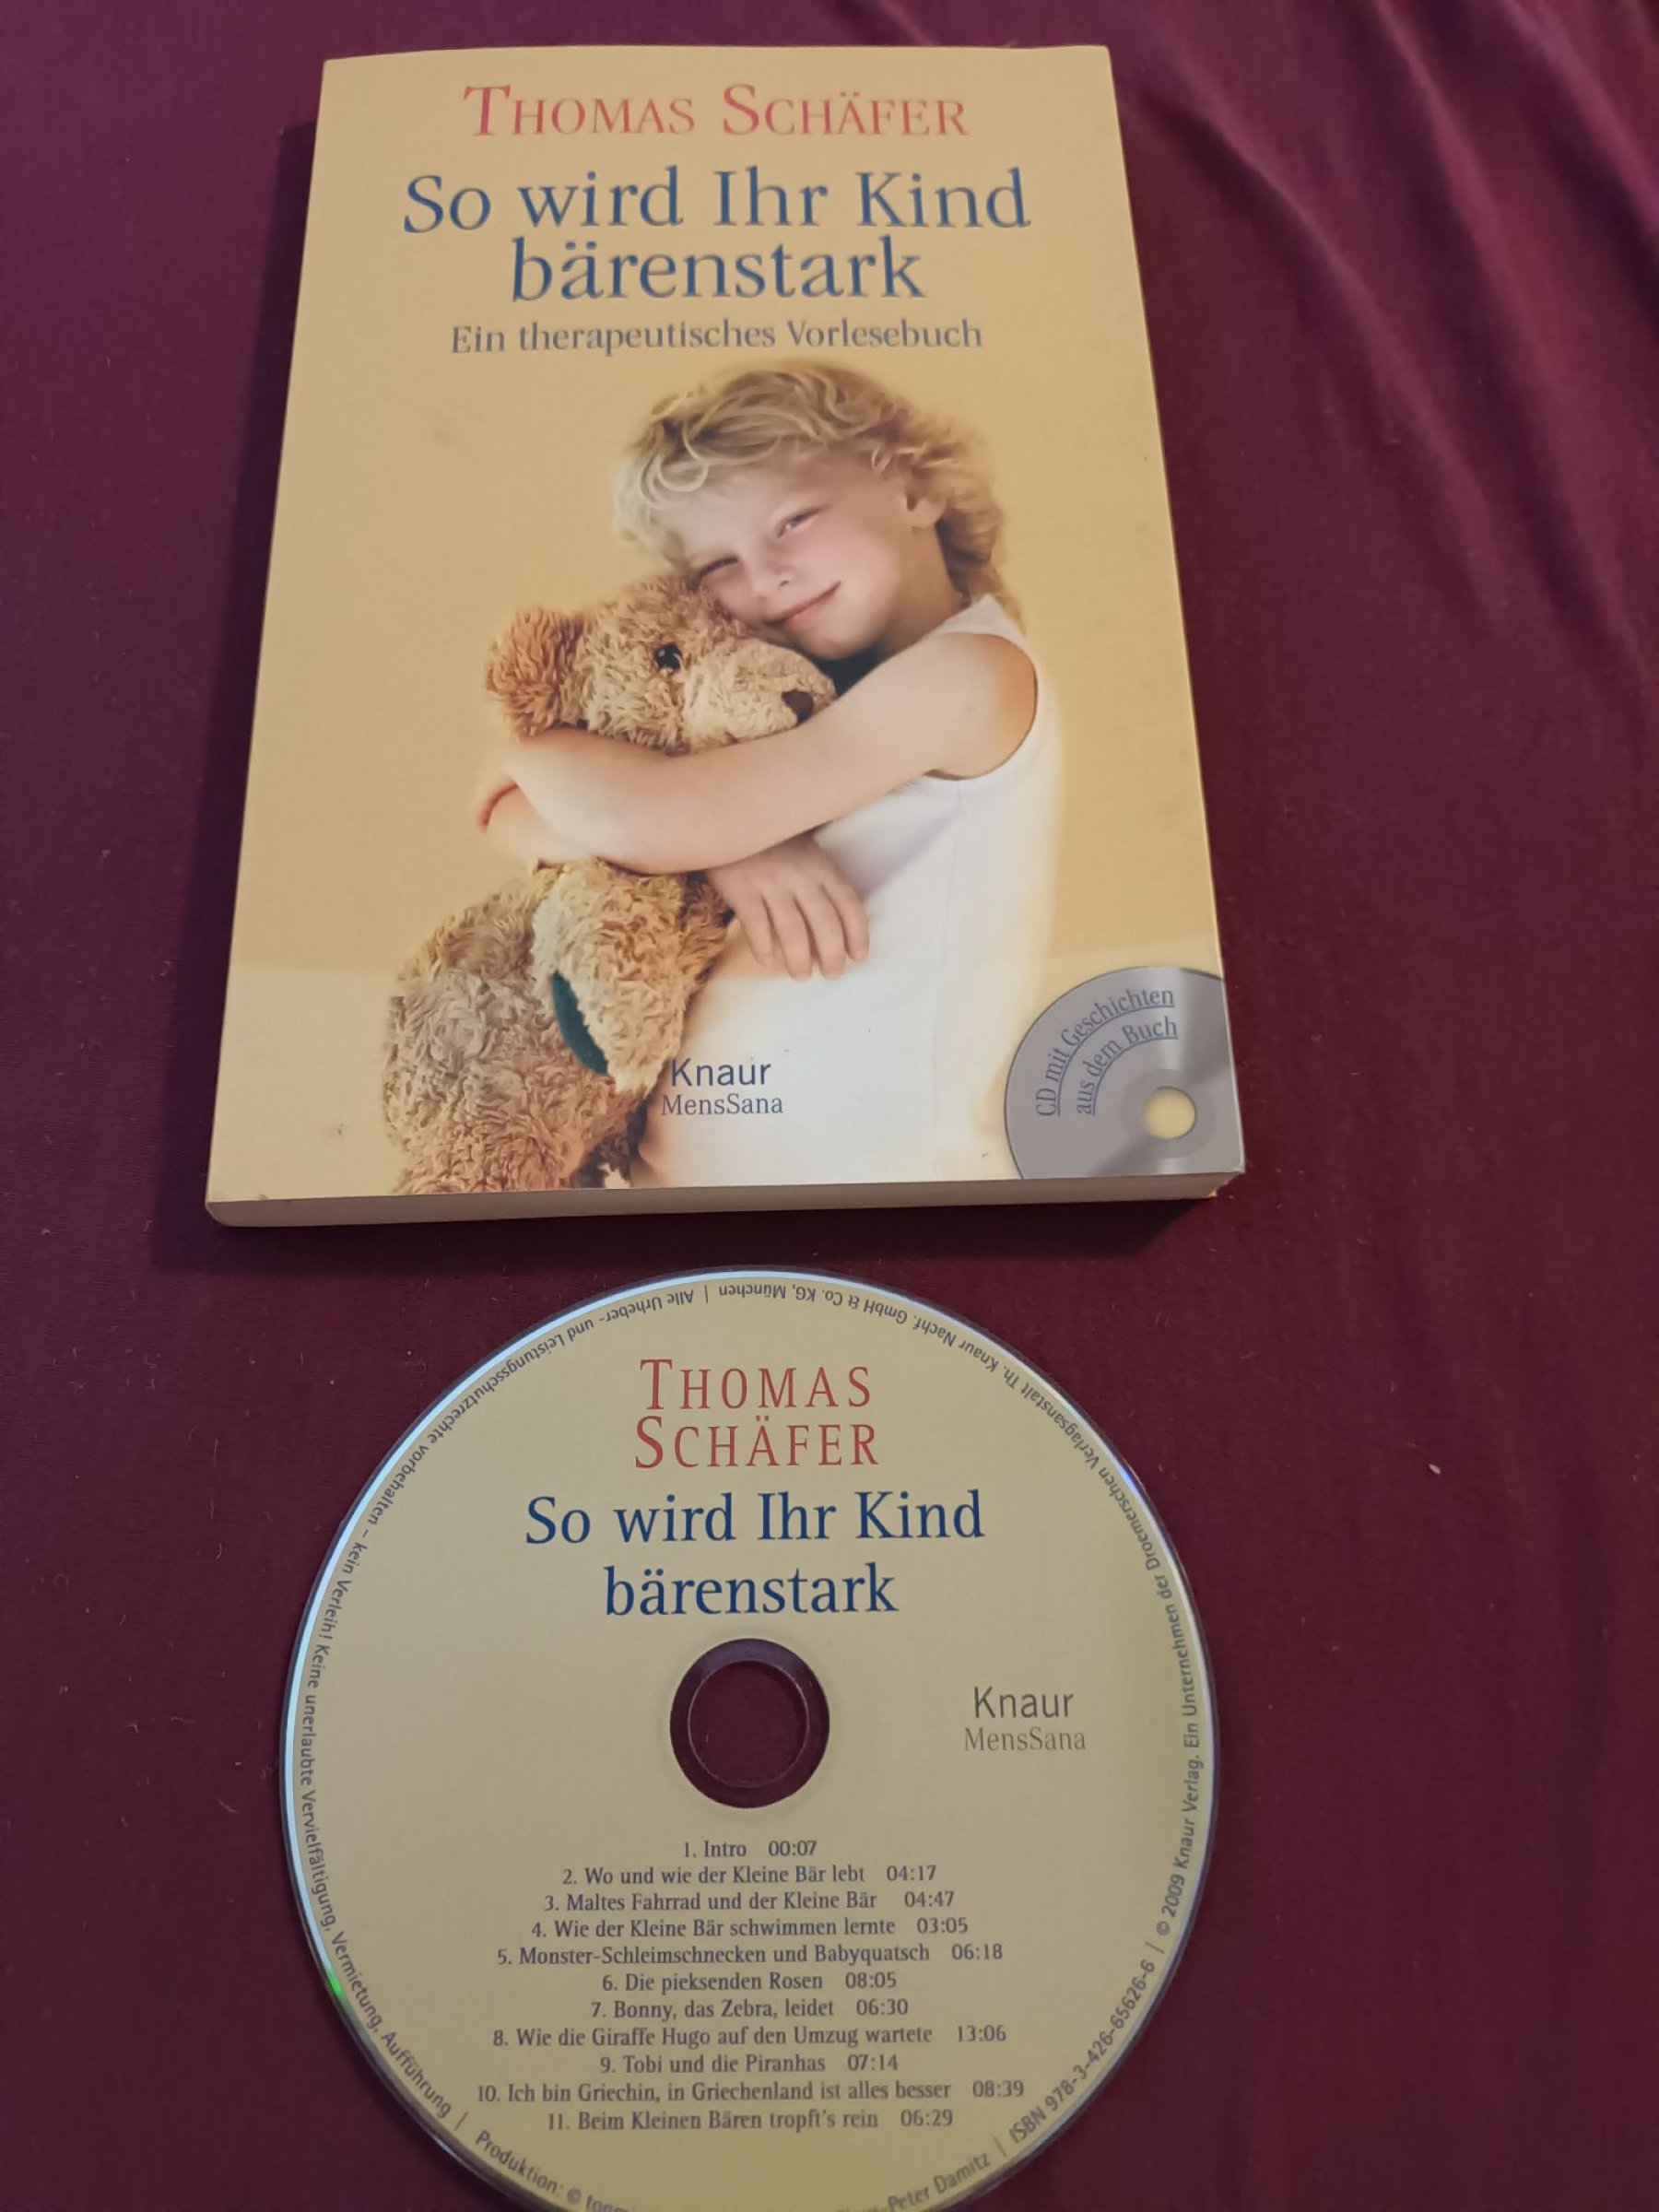 THOMAS SCHÄFER
So wird Ihr Kind
bärenstark
Ein therapeutisches Vorlesebuch
CD mit Geschichten
aus dem Buch
Knaur
MensSana
THOMAS
SCHÄFER
So wird Ihr Kind
bärenstark
Knaur
MensSana
1. Intro 00:07
2. Wo und wie der Kleine Bär lebt 04:17
3. Maltes Fahrrad und der Kleine Bär 04:47
4. Wie der Kleine Bär schwimmen lernte 03:05
5. Monster-Schleimschnecken und Babyquatsch 06:18
6. Die pieksenden Rosen 08:05
7. Bonny, das Zebra, leidet 06:30
8. Wie die Giraffe Hugo auf den Umzug wartete 13:06
9. Tobi und die Piranhas 07:14
10. Ich bin Griechin, in Griechenland ist alles besser 08:39
11. Beim Kleinen Bären tropft's rein 06:29
-Peter Damitz | ISBN 978-3-426-65626-6 | © 2009 Knaur Verlag. Ein Unternehmen der Droemerschen Verlagsanstalt Th. Knaur Nachf. GmbH & Co. KG, München | Alle Urheber- und Leistungsschutzrechte vorbehalten – kein Verleih! Keine unerlaubte Vervielfältigung, Vermietung, Aufführung | Produktion: ©